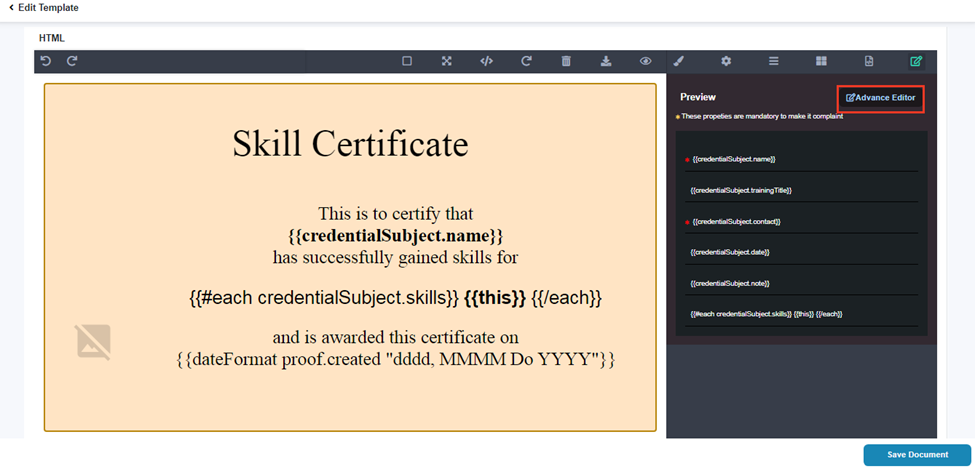 Edit Template
HTML
Preview
Advance Editor
These propeties are mandatory to make it complaint
Skill Certificate
This is to certify that
{{credentialSubject.name}}
has successfully gained skills for
{{#each credentialSubject.skills}} {{this}} {{/each}}
and is awarded this certificate on
{{dateFormat proof.created "dddd, MMMM Do YYYY"}}
{{credentialSubject.name}}
{{credentialSubject.trainingTitle}}
{{credentialSubject.contact}}
{{credentialSubject.date}}
{{credentialSubject.note}}
{{#each credentialSubject.skills}} {{this}} {{/each}}
Save Document